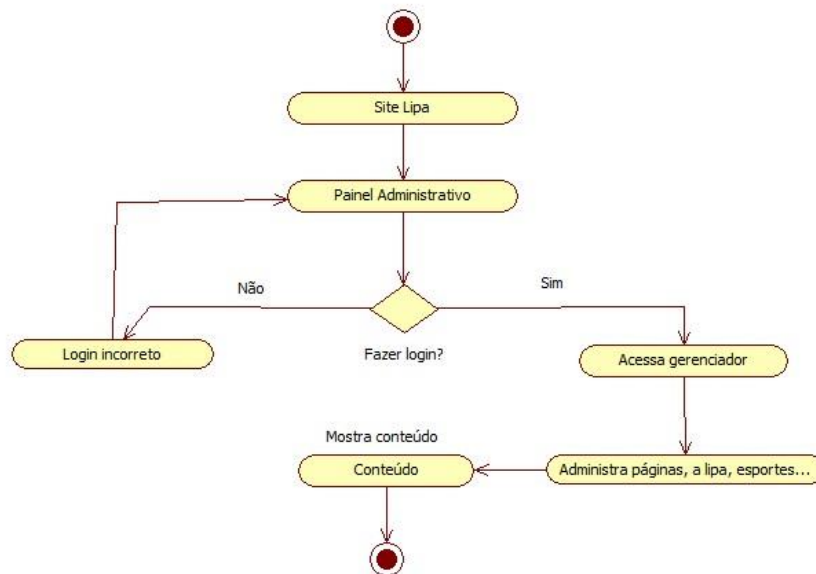 Site Lipa
Painel Administrativo
Não
Sim
Login incorreto
Fazer login?
Acessa gerenciador
Mostra conteúdo
Conteúdo
Administra páginas, a lipa, esportes...